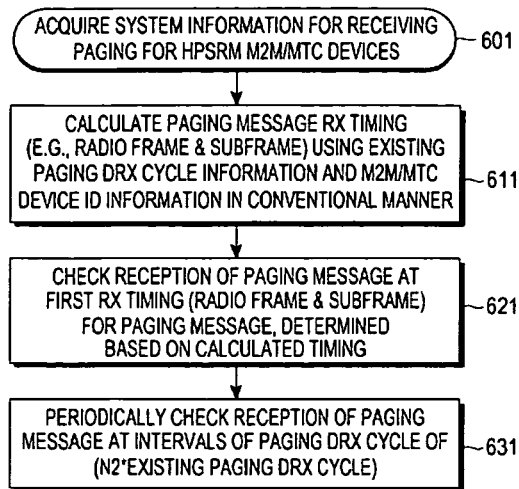 ACQUIRE SYSTEM INFORMATION FOR RECEIVING
PAGING FOR HPSRM M2M/MTC DEVICES
601
CALCULATE PAGING MESSAGE RX TIMING
(E.G., RADIO FRAME & SUBFRAME) USING EXISTING
PAGING DRX CYCLE INFORMATION AND M2M/MTC
DEVICE ID INFORMATION IN CONVENTIONAL MANNER
611
CHECK RECEPTION OF PAGING MESSAGE AT
FIRST RX TIMING (RADIO FRAME & SUBFRAME)
FOR PAGING MESSAGE, DETERMINED
BASED ON CALCULATED TIMING
621
PERIODICALLY CHECK RECEPTION OF PAGING
MESSAGE AT INTERVALS OF PAGING DRX CYCLE OF
(N2*EXISTING PAGING DRX CYCLE)
631